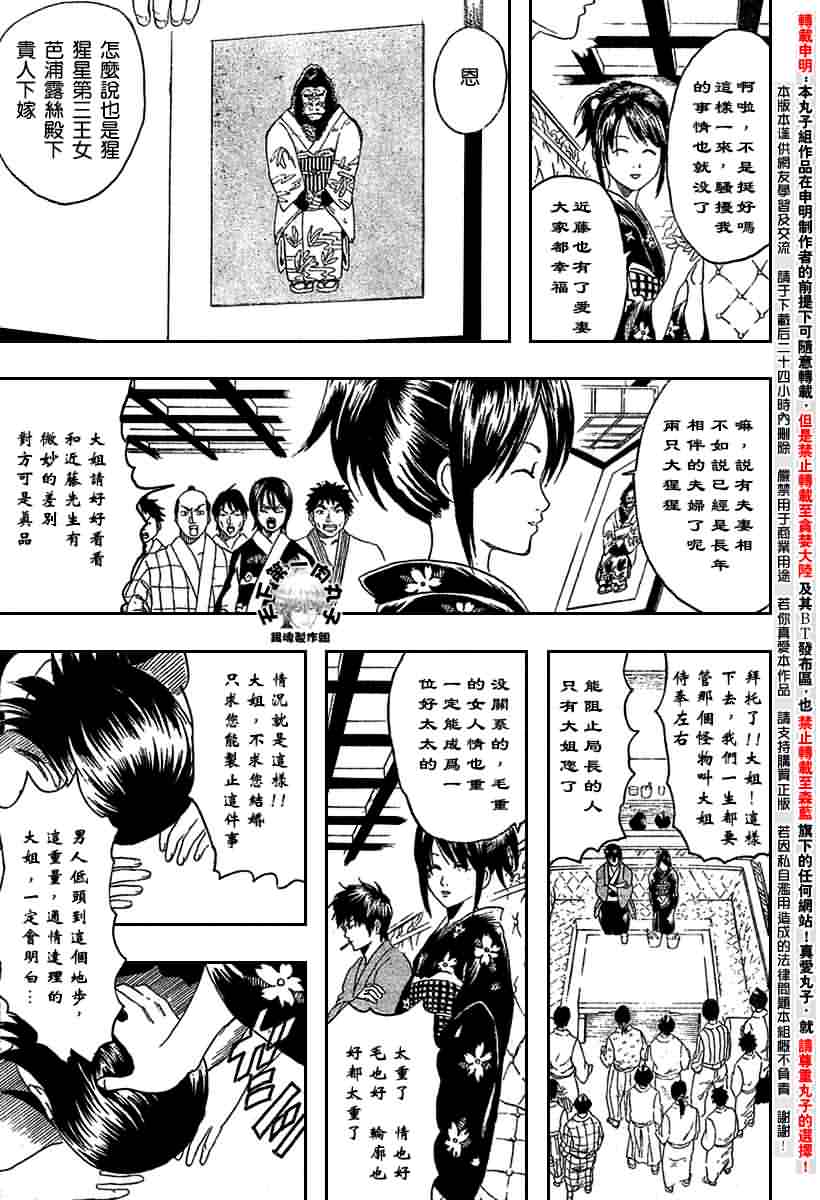 啊啦，不是挺好嗎
這樣一來，騷擾我
的事情也就没了
近藤也有了愛妻
大家都幸福
恩
怎麼說也是猩
猩星第三王女
芭浦露絲殿下
貴人下嫁
嘛，説有夫妻相
不如説已經是長年
相伴的夫婦了呢
兩只大猩猩
大姐請好好看看
和近藤先生有
微妙的差別
對方可是真品
天下第一肉丸子
銀魂製作組
拜托了!!大姐！這樣
下去，我們一生都要
管那個怪物叫大姐
侍奉左右
能阻止局長的人
只有大姐您了
没關系的，毛重
的女人情也重
一定能成爲一
位好太太的
太重了 情也好
毛也好 輪廓也
好都太重了
情况就是這樣!!
大姐，不求您結婚
只求您能製止這件事
男人低頭到這個地步，
這重量，通情達理的
大姐，一定會明白…
轉載申明：本丸子組作品在申明制作者的前提下可隨意轉載．但是禁止轉載至貪婪大陸及其BT發布區．也禁止轉載至森藍旗下的任何網站！真愛丸子．就請尊重丸子的選擇！
本版本僅供網友學習及交流 請于下載后二十四小時內刪除 嚴禁用于商業用途 若你真愛本作品 請支持購買正版 若因私自濫用造成的法律問題本組概不負責 謝謝！